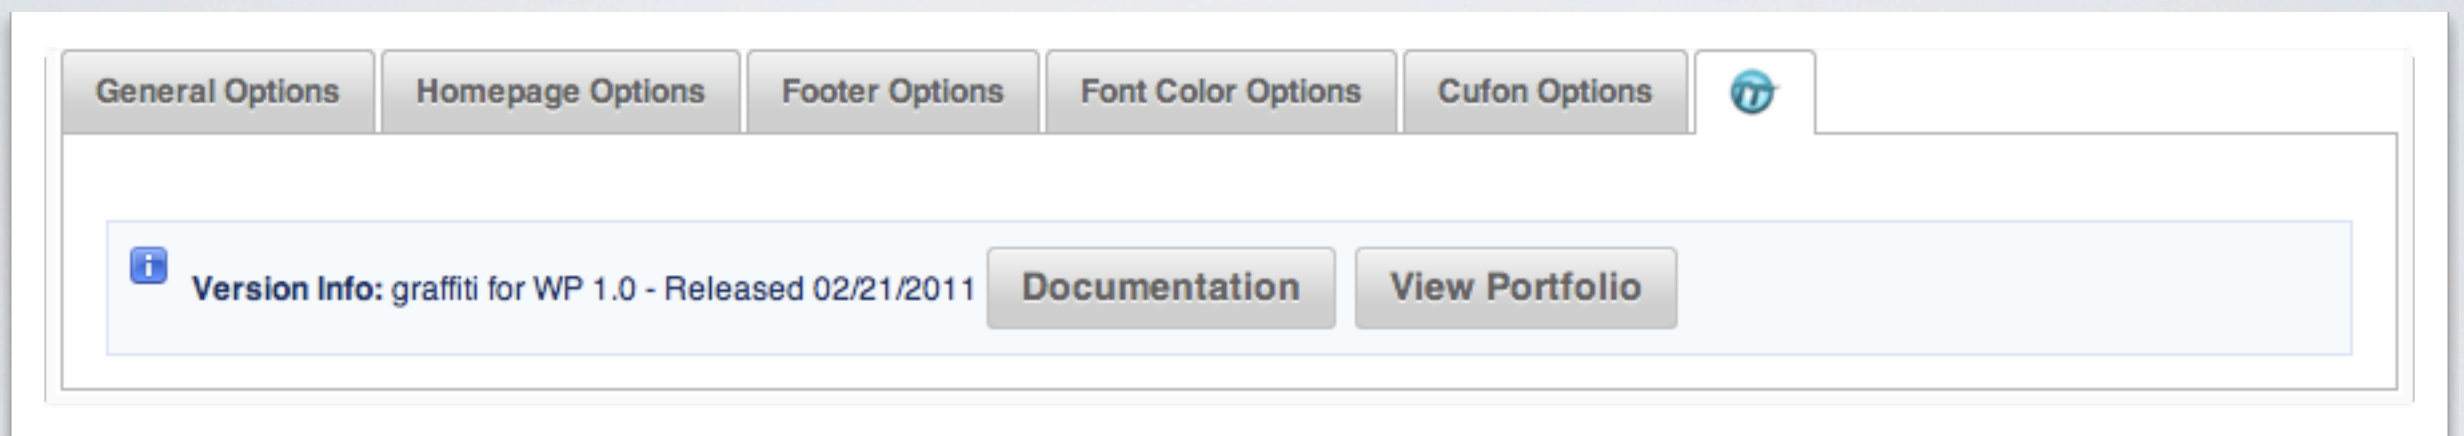 General Options Homepage Options Footer Options Font Color Options Cufon Options
Version Info: graffiti for WP 1.0 - Released 02/21/2011 Documentation View Portfolio